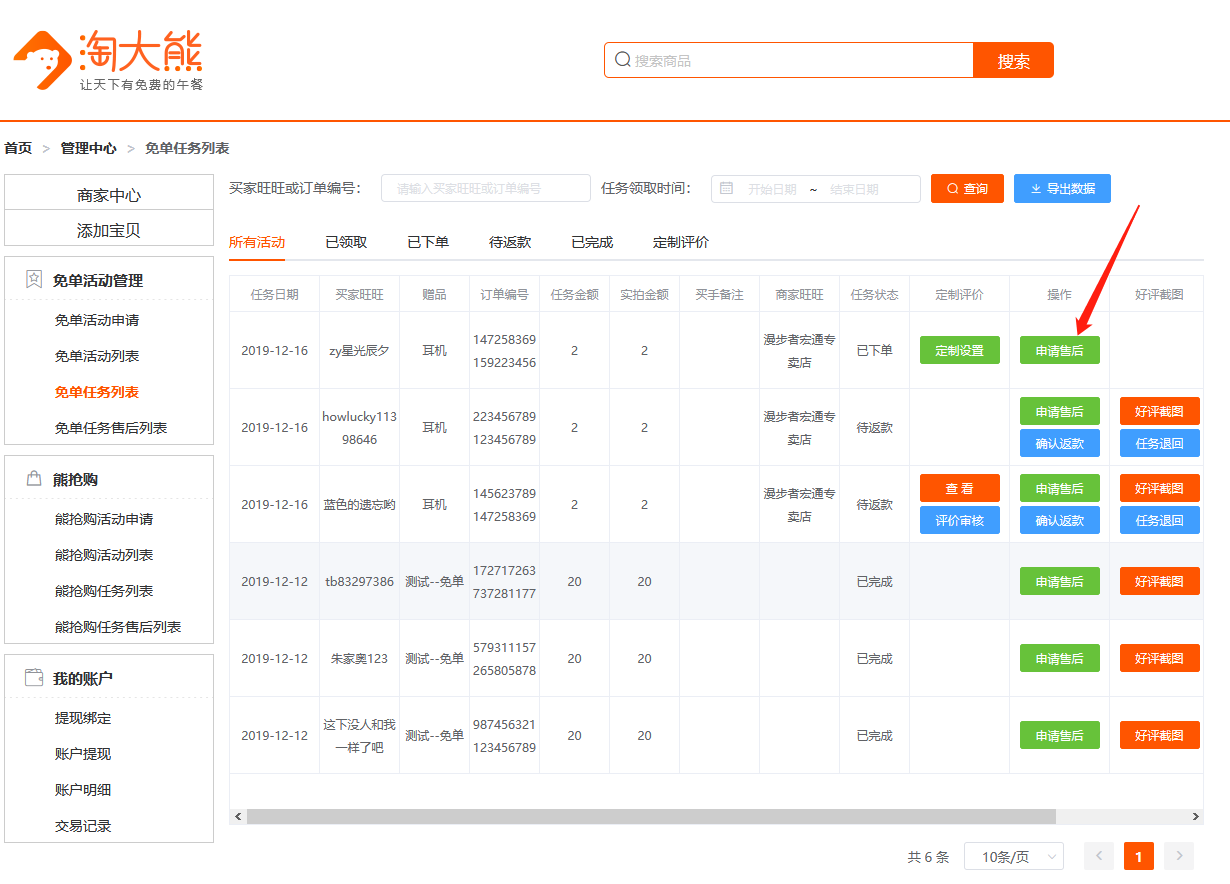 淘大熊
让天下有免费的午餐
搜索商品
搜索
首页 > 管理中心 > 免单任务列表
商家中心
添加宝贝
免单活动管理
免单活动申请
免单活动列表
免单任务列表
免单任务售后列表
熊抢购
熊抢购活动申请
熊抢购活动列表
熊抢购任务列表
熊抢购任务售后列表
我的账户
提现绑定
账户提现
账户明细
交易记录
买家旺旺或订单编号： 请输入买家旺旺或订单编号 任务领取时间： 开始日期 ~ 结束日期 查询 导出数据
所有活动 已领取 已下单 待返款 已完成 定制评价
任务日期 买家旺旺 赠品 订单编号 任务金额 实拍金额 买手备注 商家旺旺 任务状态 定制评价 操作 好评截图
2019-12-16 zy星光辰夕 耳机 147258369 2 2 漫步者宏通专 已下单 定制设置 申请售后
159223456 卖店
2019-12-16 howlucky113 耳机 223456789 2 2 漫步者宏通专 待返款 申请售后 好评截图
98646 123456789 卖店 确认返款 任务退回
2019-12-16 蓝色的遗忘哟 耳机 145623789 2 2 漫步者宏通专 待返款 查 看 申请售后 好评截图
147258369 卖店 评价审核 确认返款 任务退回
2019-12-12 tb83297386 测试--免单 172717263 20 20 已完成 申请售后 好评截图
737281177
2019-12-12 朱家奥123 测试--免单 579311157 20 20 已完成 申请售后 好评截图
265805878
2019-12-12 这下没人和我 测试--免单 987456321 20 20 已完成 申请售后 好评截图
一样了吧 123456789
共 6 条 10条/页 < 1 >